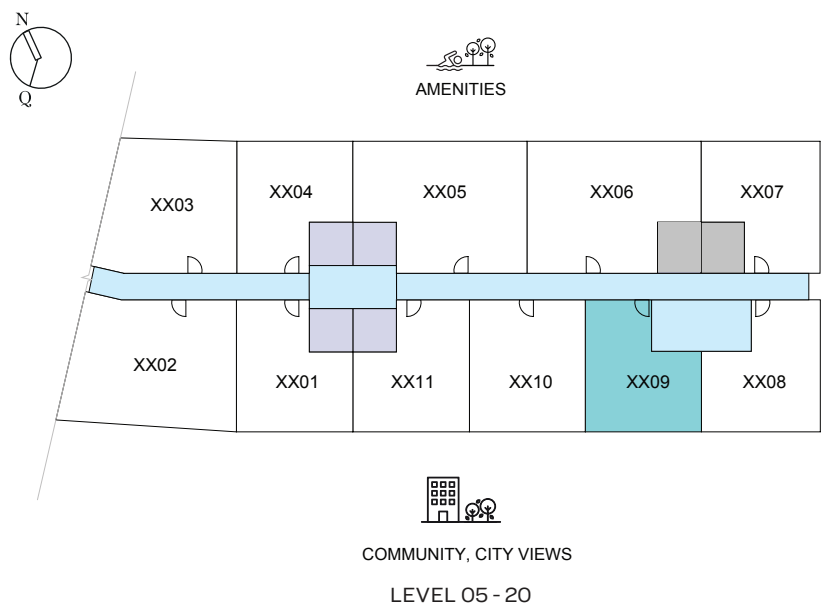 N
Q
AMENITIES
XX03
XX04
XX05
XX06
XX07
XX02
XX01
XX11
XX10
XX09
XX08
COMMUNITY, CITY VIEWS
LEVEL 05 - 20